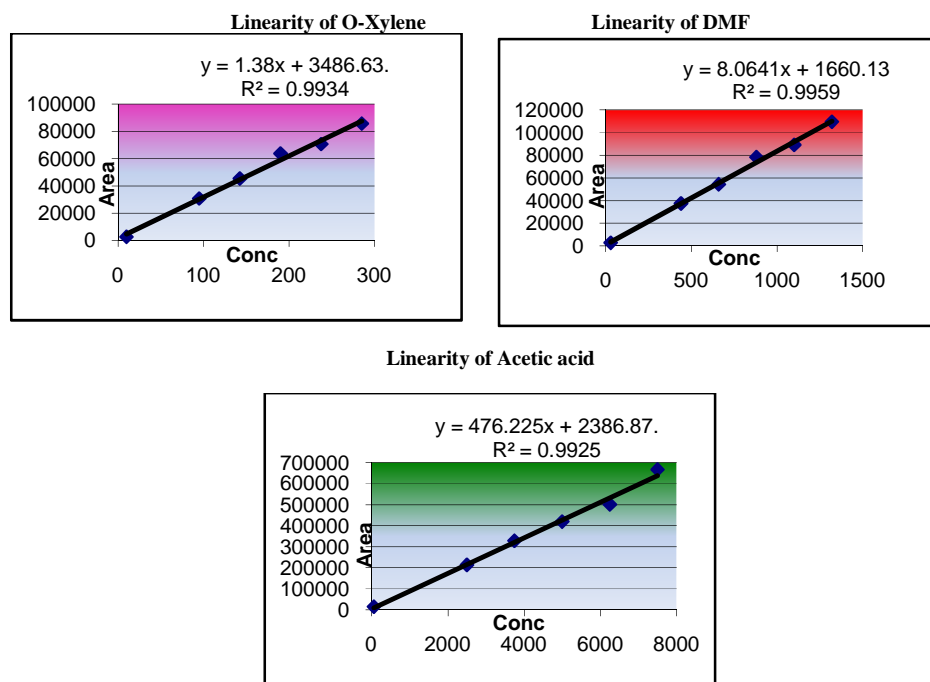 Linearity of O-Xylene
y = 1.38x + 3486.63.
R² = 0.9934
100000
80000
60000
40000
20000
0
Area
Conc
0 100 200 300
Linearity of DMF
y = 8.0641x + 1660.13
R² = 0.9959
120000
100000
80000
60000
40000
20000
0
Area
Conc
0 500 1000 1500
Linearity of Acetic acid
y = 476.225x + 2386.87.
R² = 0.9925
700000
600000
500000
400000
300000
200000
100000
0
Area
Conc
0 2000 4000 6000 8000